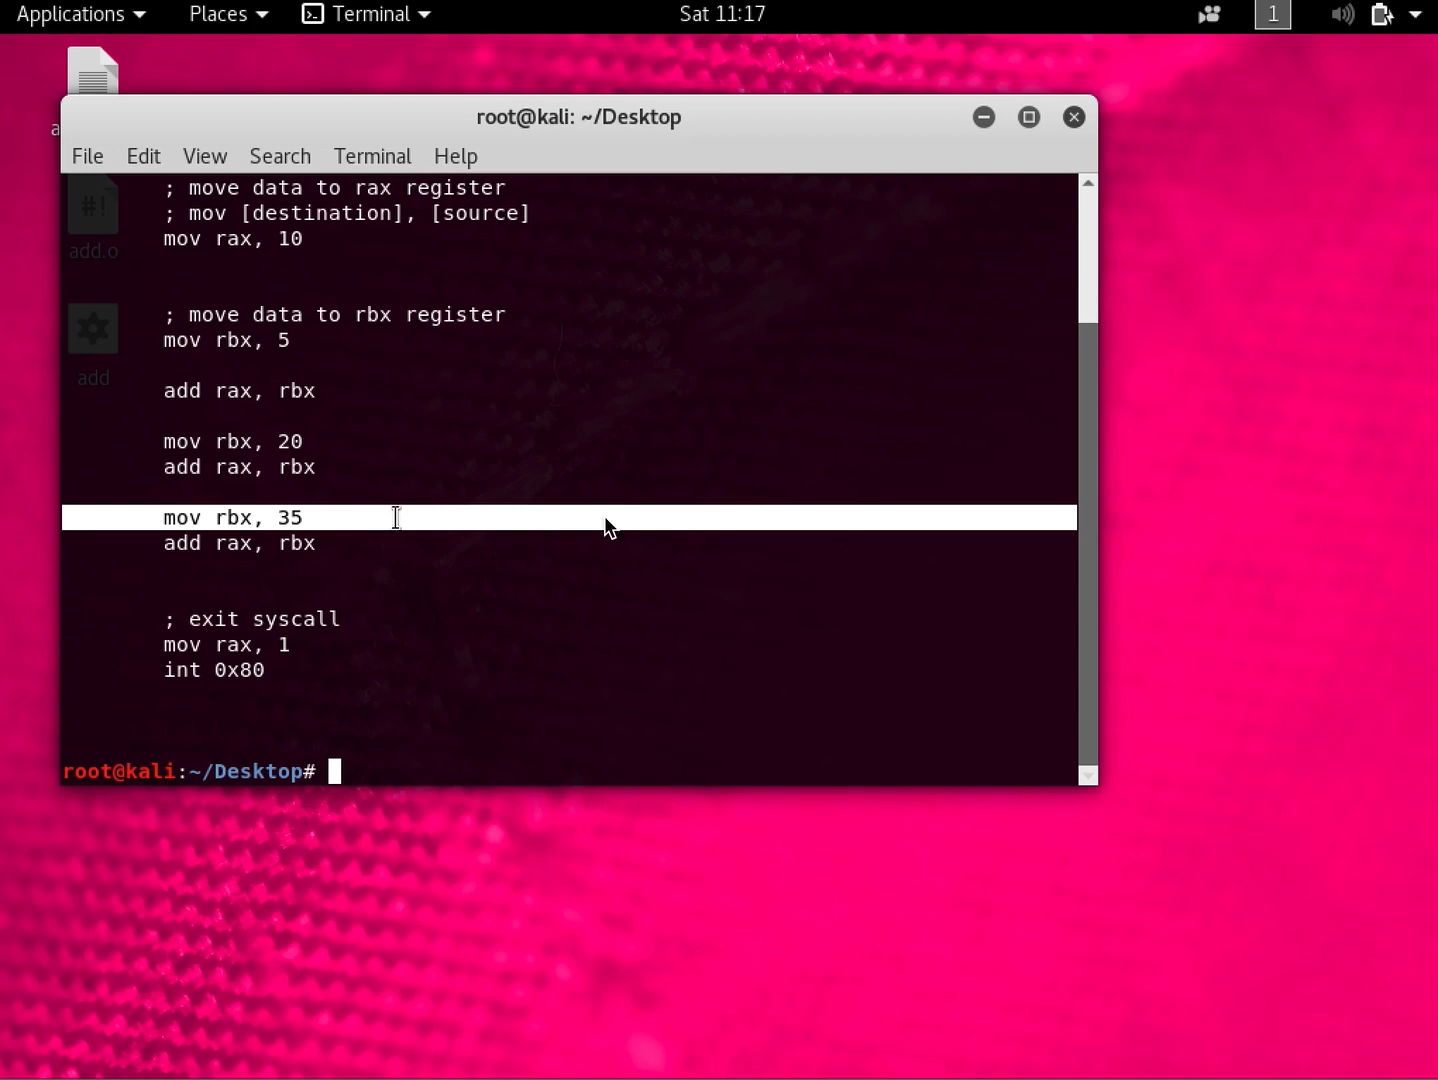 Applications Places Terminal Sat 11:17 1
root@kali: ~/Desktop
File Edit View Search Terminal Help
a
#!
add.o
add
; move data to rax register
; mov [destination], [source]
mov rax, 10
; move data to rbx register
mov rbx, 5
add rax, rbx
mov rbx, 20
add rax, rbx
mov rbx, 35
add rax, rbx
; exit syscall
mov rax, 1
int 0x80
root@kali:~/Desktop#